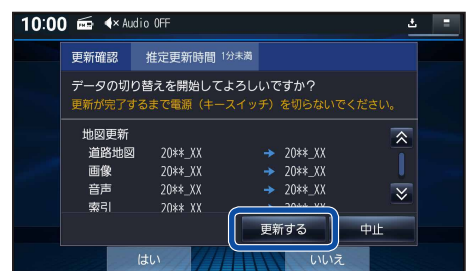 10:00 Audio OFF
更新確認 推定更新時間 1分未満
データの切り替えを開始してよろしいですか？
更新が完了するまで電源（キースイッチ）を切らないでください。
地図更新
道路地図 20**_XX → 20**_XX
画像 20**_XX → 20**_XX
音声 20**_XX → 20**_XX
索引 20**_XX → 20**_XX
更新する 中止
はい いいえ